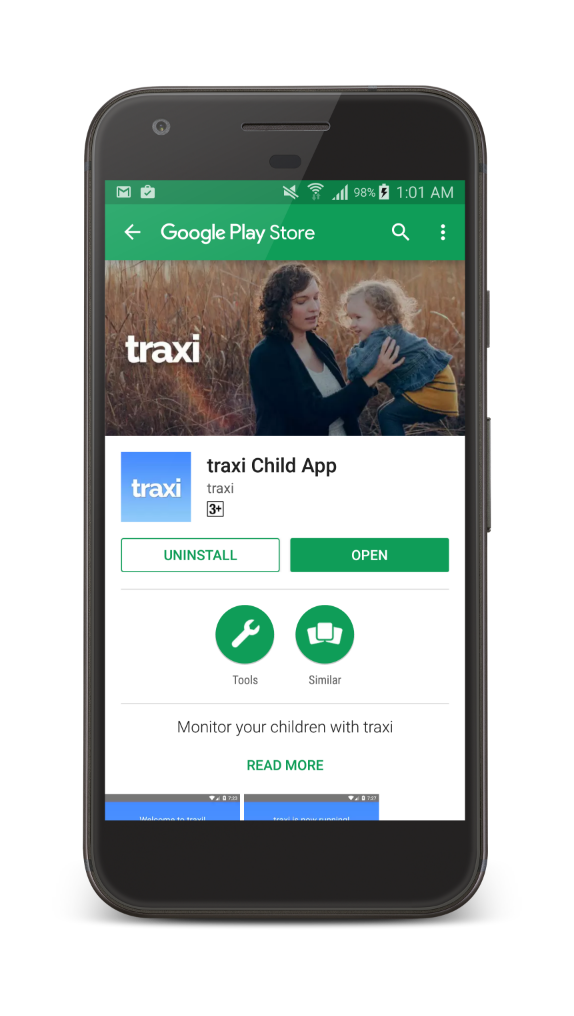 98% 1:01 AM
Google Play Store
traxi
traxi
traxi Child App
traxi
3+
UNINSTALL
OPEN
Tools
Similar
Monitor your children with traxi
READ MORE
7:22
7:27
Welcome to traxi!
traxi is now running!